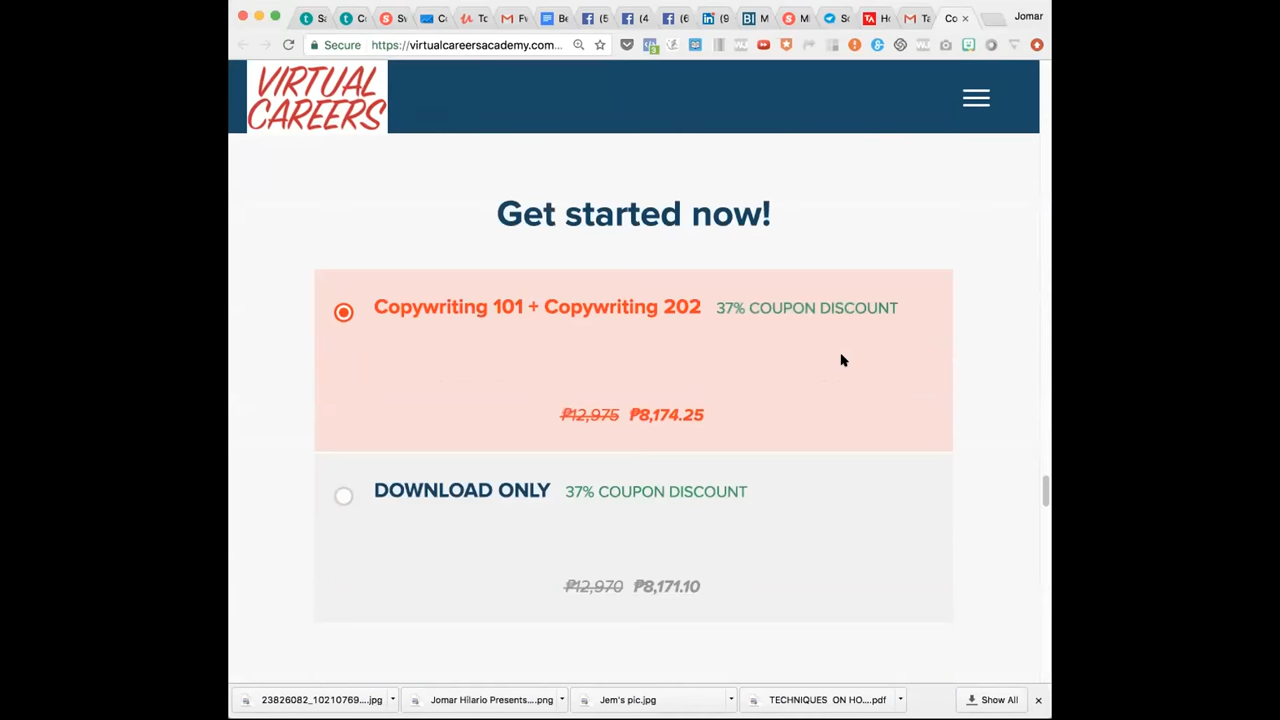 Jomar
Secure https://virtualcareersacademy.com...
VIRTUAL
CAREERS
Get started now!
Copywriting 101 + Copywriting 202 37% COUPON DISCOUNT
₱12,975 ₱8,174.25
DOWNLOAD ONLY 37% COUPON DISCOUNT
₱12,970 ₱8,171.10
23826082_10210769....jpg Jomar Hilario Presents....png Jem's pic.jpg TECHNIQUES ON HO....pdf Show All